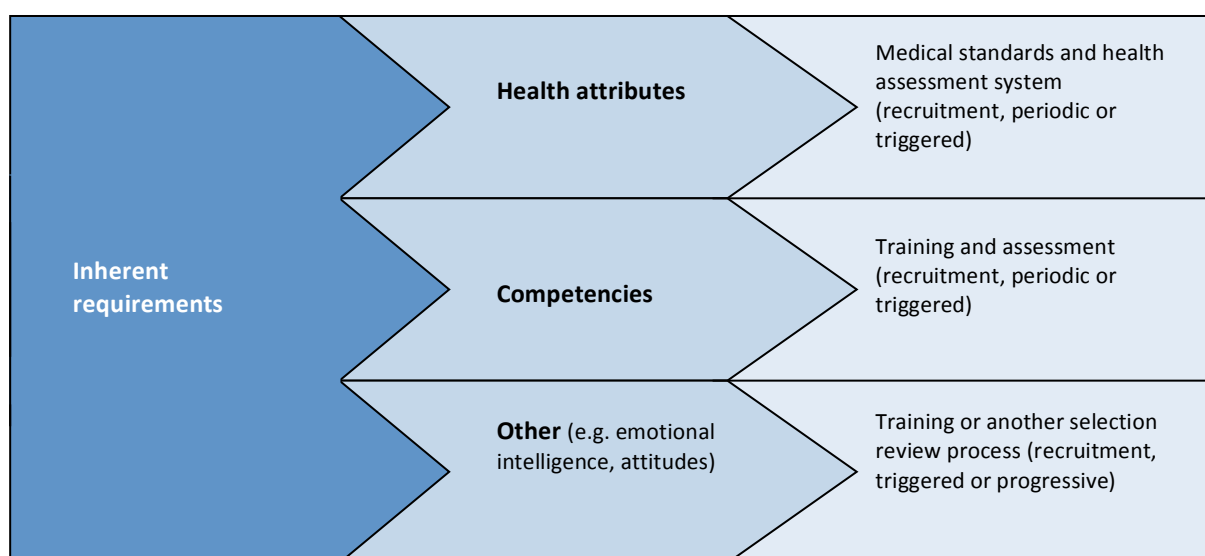 Inherent
requirements
Health attributes
Medical standards and health
assessment system
(recruitment, periodic or
triggered)
Competencies
Training and assessment
(recruitment, periodic or
triggered)
Other (e.g. emotional
intelligence, attitudes)
Training or another selection
review process (recruitment,
triggered or progressive)